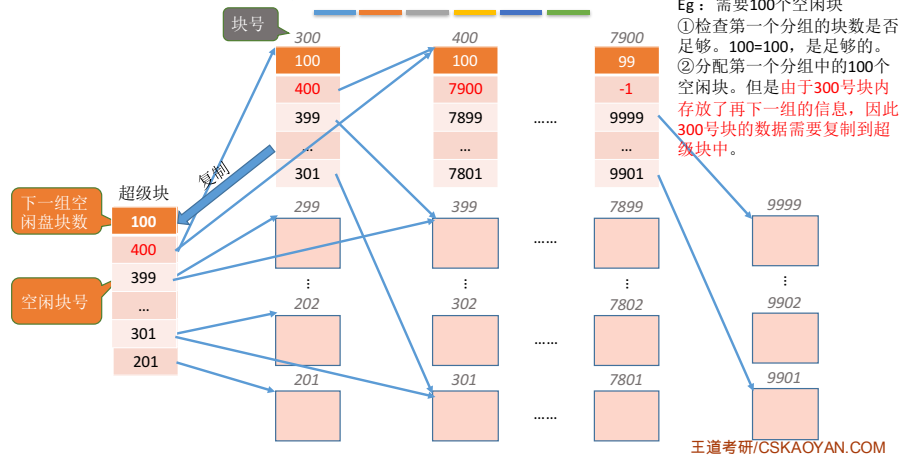 Eg：需要100个空闲块
①检查第一个分组的块数是否
足够。100=100，是足够的。
②分配第一个分组中的100个
空闲块。但是由于300号块内
存放了再下一组的信息，因此
300号块的数据需要复制到超
级块中。
块号
300
400
7900
100
100
99
400
7900
-1
399
7899
……
9999
…
…
…
301
7801
9901
复制
超级块
下一组空
闲盘块数
100
400
399
空闲块号
…
301
201
299
399
7899
9999
……
…
…
…
202
302
7802
9902
……
201
301
7801
9901
……
王道考研/CSKAOYAN.COM